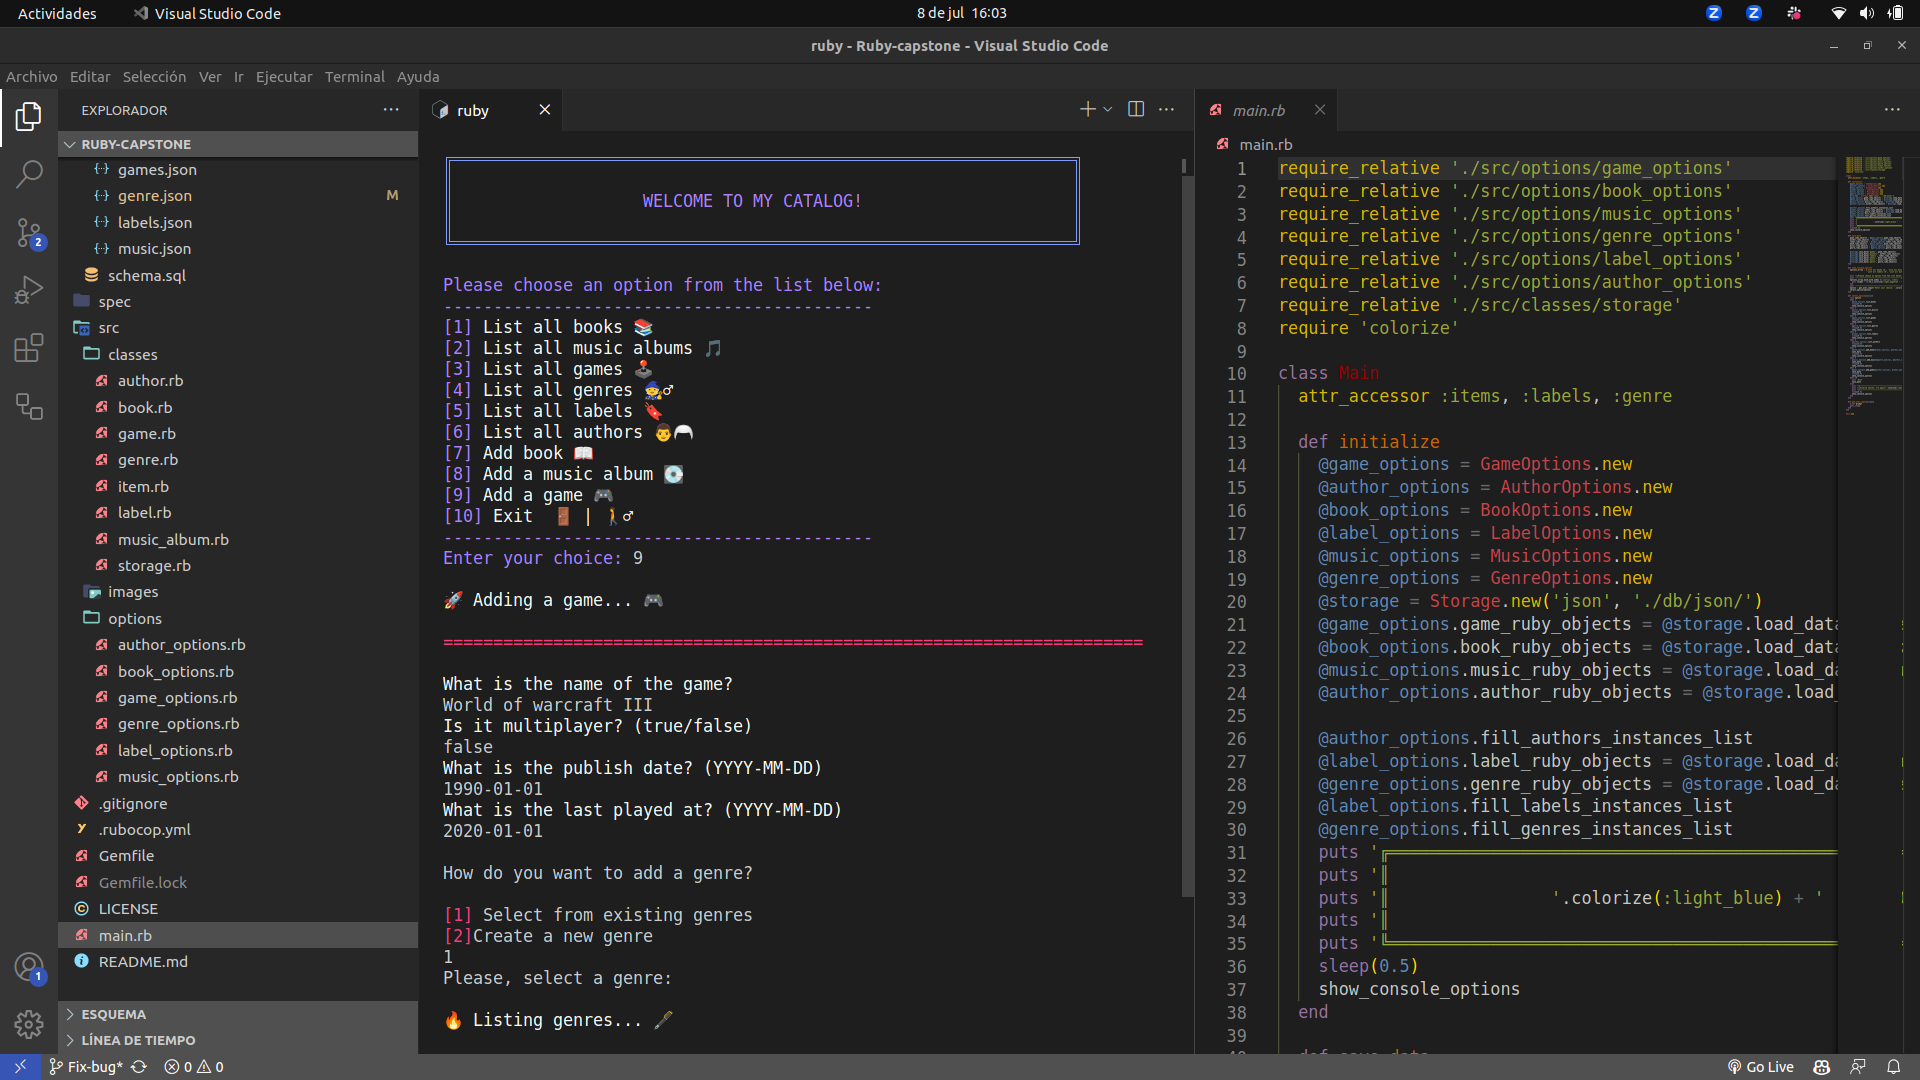 Actividades
Visual Studio Code
8 de jul 16:03
ruby - Ruby-capstone - Visual Studio Code
Archivo Editar Selección Ver Ir Ejecutar Terminal Ayuda
EXPLORADOR
RUBY-CAPSTONE
games.json
genre.json M
labels.json
music.json
schema.sql
spec
src
classes
author.rb
book.rb
game.rb
genre.rb
item.rb
label.rb
music_album.rb
storage.rb
images
options
author_options.rb
book_options.rb
game_options.rb
genre_options.rb
label_options.rb
music_options.rb
.gitignore
.rubocop.yml
Gemfile
Gemfile.lock
LICENSE
main.rb
README.md
ESQUEMA
LÍNEA DE TIEMPO
2
1
ruby
WELCOME TO MY CATALOG!
Please choose an option from the list below:
-------------------------------------------
[1] List all books 📚
[2] List all music albums 🎵
[3] List all games 🕹️
[4] List all genres 🧙♂
[5] List all labels 🔖
[6] List all authors 👨🦳
[7] Add book 📖
[8] Add a music album 💽
[9] Add a game 🎮
[10] Exit 🚪 | 🚶♂
-------------------------------------------
Enter your choice: 9
🚀 Adding a game... 🎮
======================================================================
What is the name of the game?
World of warcraft III
Is it multiplayer? (true/false)
false
What is the publish date? (YYYY-MM-DD)
1990-01-01
What is the last played at? (YYYY-MM-DD)
2020-01-01
How do you want to add a genre?
[1] Select from existing genres
[2]Create a new genre
1
Please, select a genre:
🔥 Listing genres... 🖌️
main.rb
main.rb
1 require_relative './src/options/game_options'
2 require_relative './src/options/book_options'
3 require_relative './src/options/music_options'
4 require_relative './src/options/genre_options'
5 require_relative './src/options/label_options'
6 require_relative './src/options/author_options'
7 require_relative './src/classes/storage'
8 require 'colorize'
9
10 class Main
11 attr_accessor :items, :labels, :genre
12
13 def initialize
14 @game_options = GameOptions.new
15 @author_options = AuthorOptions.new
16 @book_options = BookOptions.new
17 @label_options = LabelOptions.new
18 @music_options = MusicOptions.new
19 @genre_options = GenreOptions.new
20 @storage = Storage.new('json', './db/json/')
21 @game_options.game_ruby_objects = @storage.load_data
22 @book_options.book_ruby_objects = @storage.load_data
23 @music_options.music_ruby_objects = @storage.load_da
24 @author_options.author_ruby_objects = @storage.load_
25
26 @author_options.fill_authors_instances_list
27 @label_options.label_ruby_objects = @storage.load_da
28 @genre_options.genre_ruby_objects = @storage.load_da
29 @label_options.fill_labels_instances_list
30 @genre_options.fill_genres_instances_list
31 puts '╔════════════════════════════════════════════
32 puts '║
33 puts '║ '.colorize(:light_blue) + '
34 puts '║
35 puts '╚════════════════════════════════════════════
36 sleep(0.5)
37 show_console_options
38 end
39
40 def save_data
Fix-bug* 0 0
Go Live